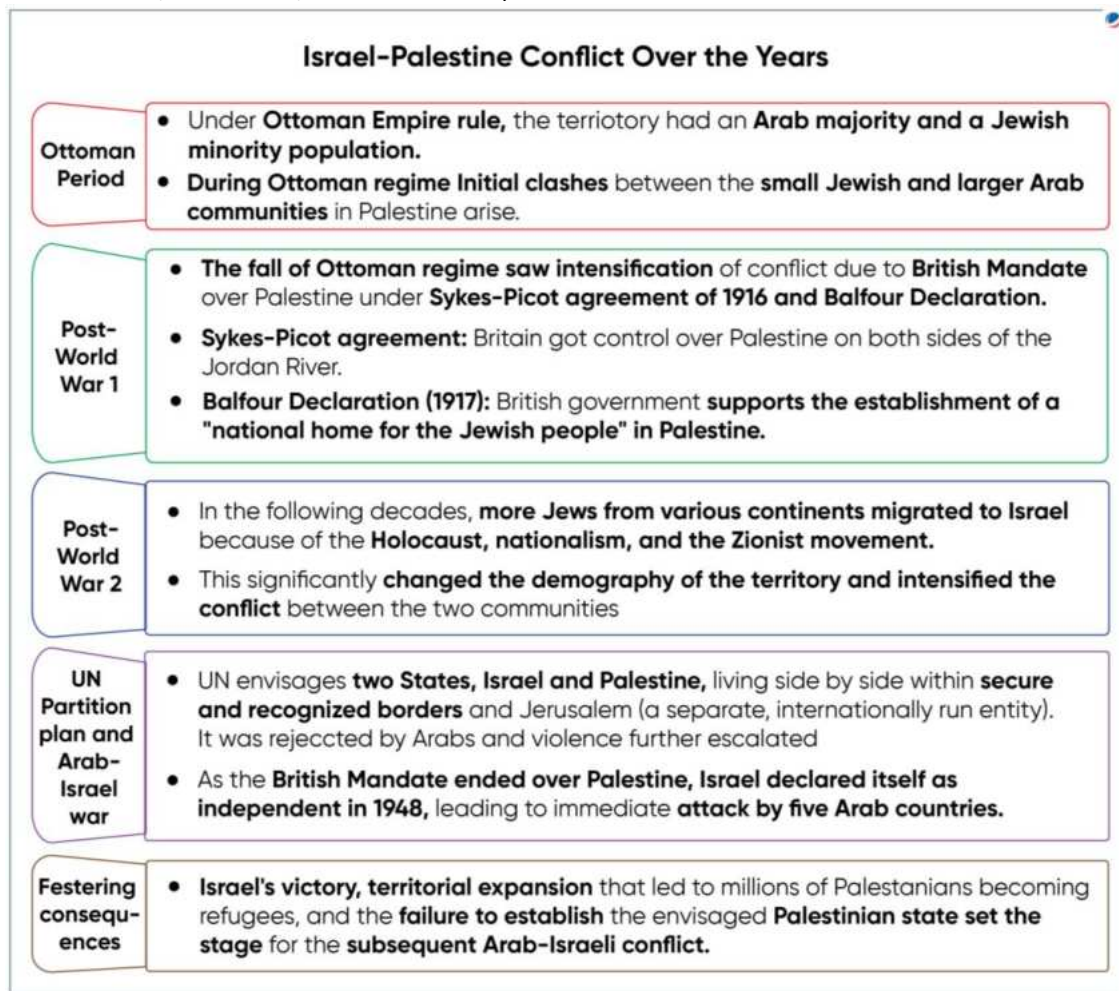 Israel-Palestine Conflict Over the Years
Ottoman
Period
• Under Ottoman Empire rule, the terriotory had an Arab majority and a Jewish
minority population.
• During Ottoman regime Initial clashes between the small Jewish and larger Arab
communities in Palestine arise.
Post-
World
War 1
• The fall of Ottoman regime saw intensification of conflict due to British Mandate
over Palestine under Sykes-Picot agreement of 1916 and Balfour Declaration.
• Sykes-Picot agreement: Britain got control over Palestine on both sides of the
Jordan River.
• Balfour Declaration (1917): British government supports the establishment of a
"national home for the Jewish people" in Palestine.
Post-
World
War 2
• In the following decades, more Jews from various continents migrated to Israel
because of the Holocaust, nationalism, and the Zionist movement.
• This significantly changed the demography of the territory and intensified the
conflict between the two communities
UN
Partition
plan and
Arab-
Israel
war
• UN envisages two States, Israel and Palestine, living side by side within secure
and recognized borders and Jerusalem (a separate, internationally run entity).
It was rejeccted by Arabs and violence further escalated
• As the British Mandate ended over Palestine, Israel declared itself as
independent in 1948, leading to immediate attack by five Arab countries.
Festering
consequ-
ences
• Israel's victory, territorial expansion that led to millions of Palestanians becoming
refugees, and the failure to establish the envisaged Palestinian state set the
stage for the subsequent Arab-Israeli conflict.